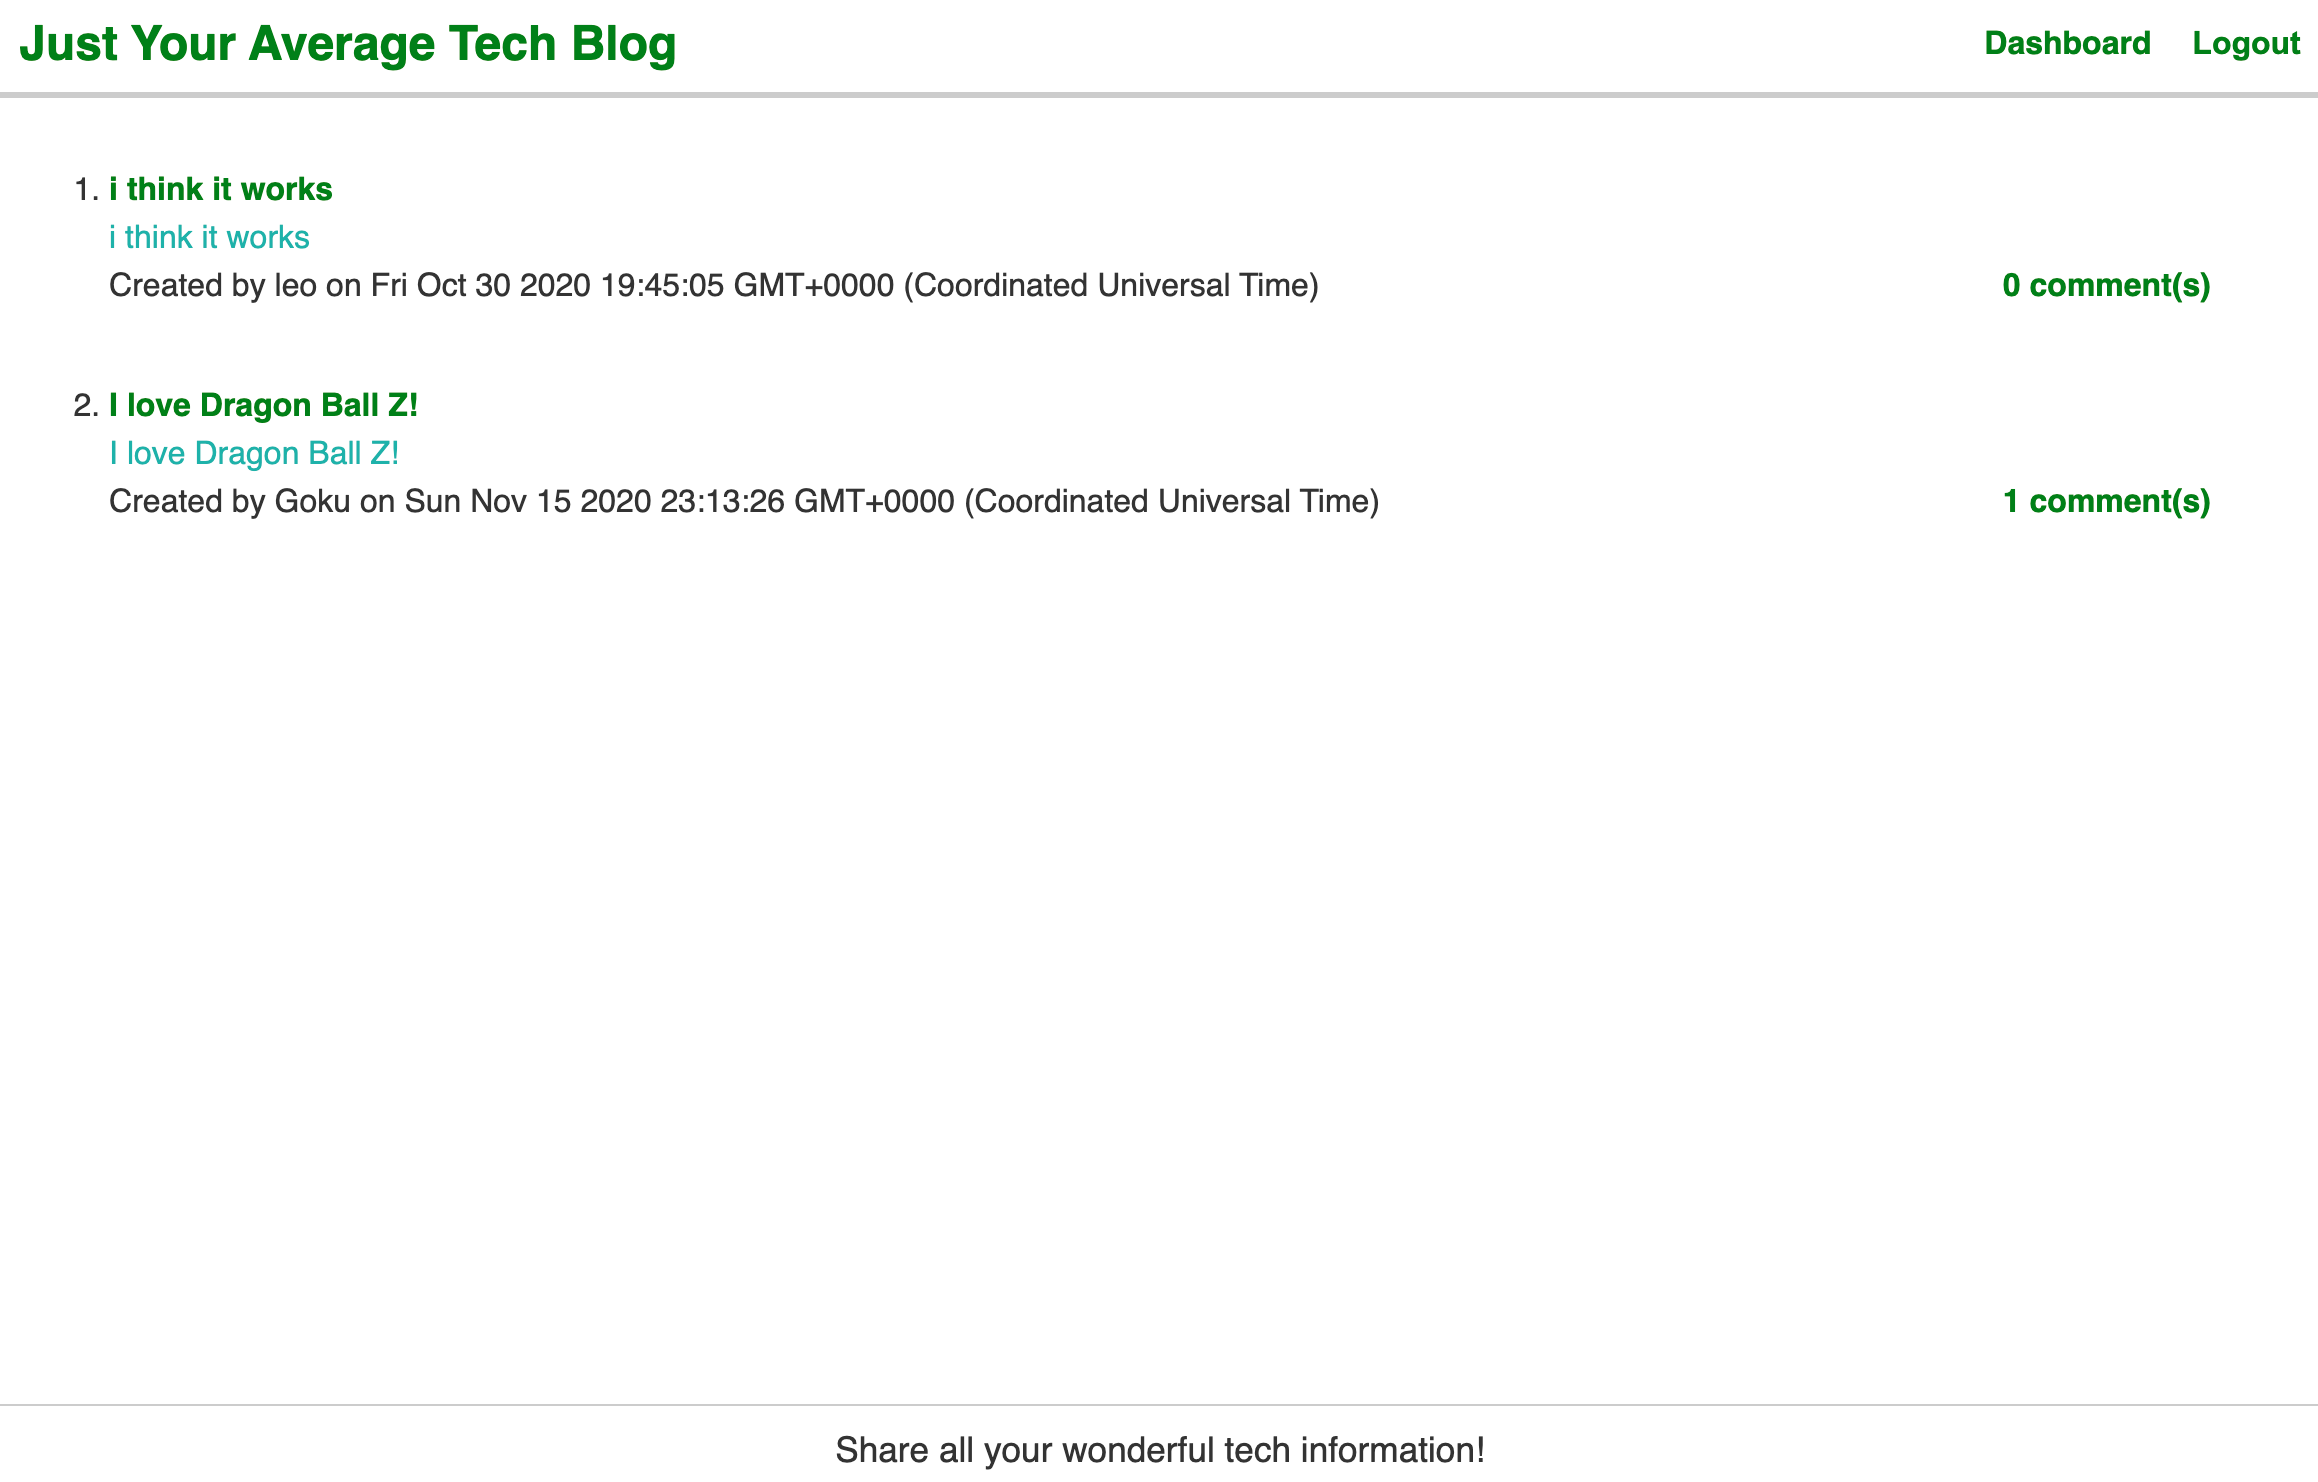 Just Your Average Tech Blog
Dashboard Logout
1. i think it works
i think it works
Created by leo on Fri Oct 30 2020 19:45:05 GMT+0000 (Coordinated Universal Time) 0 comment(s)
2. I love Dragon Ball Z!
I love Dragon Ball Z!
Created by Goku on Sun Nov 15 2020 23:13:26 GMT+0000 (Coordinated Universal Time) 1 comment(s)
Share all your wonderful tech information!